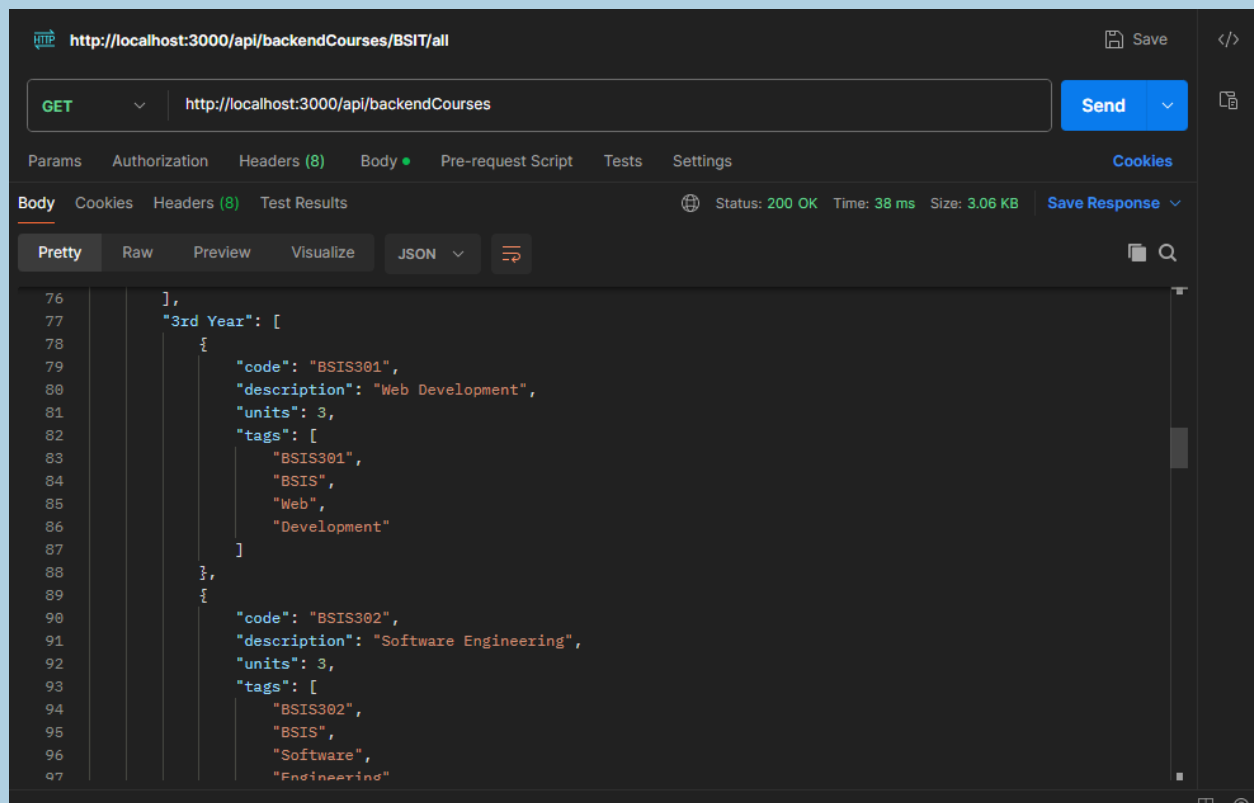 HTTP http://localhost:3000/api/backendCourses/BSIT/all Save </>
GET http://localhost:3000/api/backendCourses Send
Params Authorization Headers (8) Body Pre-request Script Tests Settings Cookies
Body Cookies Headers (8) Test Results Status: 200 OK Time: 38 ms Size: 3.06 KB Save Response
Pretty Raw Preview Visualize JSON
76 ],
77 "3rd Year": [
78 {
79 "code": "BSIS301",
80 "description": "Web Development",
81 "units": 3,
82 "tags": [
83 "BSIS301",
84 "BSIS",
85 "Web",
86 "Development"
87 ]
88 },
89 {
90 "code": "BSIS302",
91 "description": "Software Engineering",
92 "units": 3,
93 "tags": [
94 "BSIS302",
95 "BSIS",
96 "Software",
97 "Engineering"